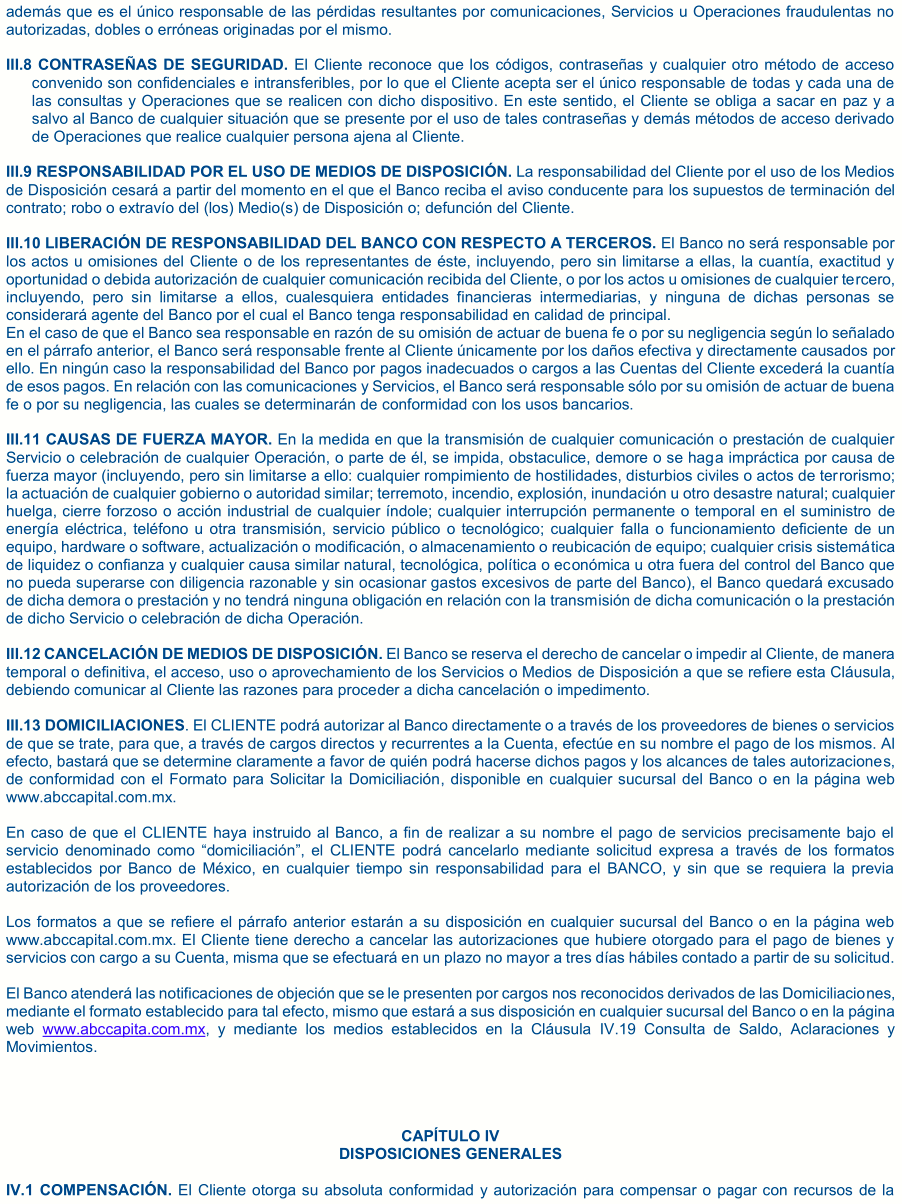 además que es el único responsable de las pérdidas resultantes por comunicaciones, Servicios u Operaciones fraudulentas no
autorizadas, dobles o erróneas originadas por el mismo.
III.8 CONTRASEÑAS DE SEGURIDAD. El Cliente reconoce que los códigos, contraseñas y cualquier otro método de acceso
convenido son confidenciales e intransferibles, por lo que el Cliente acepta ser el único responsable de todas y cada una de
las consultas y Operaciones que se realicen con dicho dispositivo. En este sentido, el Cliente se obliga a sacar en paz y a
salvo al Banco de cualquier situación que se presente por el uso de tales contraseñas y demás métodos de acceso derivado
de Operaciones que realice cualquier persona ajena al Cliente.
III.9 RESPONSABILIDAD POR EL USO DE MEDIOS DE DISPOSICIÓN. La responsabilidad del Cliente por el uso de los Medios
de Disposición cesará a partir del momento en el que el Banco reciba el aviso conducente para los supuestos de terminación del
contrato; robo o extravío del (los) Medio(s) de Disposición o; defunción del Cliente.
III.10 LIBERACIÓN DE RESPONSABILIDAD DEL BANCO CON RESPECTO A TERCEROS. El Banco no será responsable por
los actos u omisiones del Cliente o de los representantes de éste, incluyendo, pero sin limitarse a ellas, la cuantía, exactitud y
oportunidad o debida autorización de cualquier comunicación recibida del Cliente, o por los actos u omisiones de cualquier tercero,
incluyendo, pero sin limitarse a ellos, cualesquiera entidades financieras intermediarias, y ninguna de dichas personas se
considerará agente del Banco por el cual el Banco tenga responsabilidad en calidad de principal.
En el caso de que el Banco sea responsable en razón de su omisión de actuar de buena fe o por su negligencia según lo señalado
en el párrafo anterior, el Banco será responsable frente al Cliente únicamente por los daños efectiva y directamente causados por
ello. En ningún caso la responsabilidad del Banco por pagos inadecuados o cargos a las Cuentas del Cliente excederá la cuantía
de esos pagos. En relación con las comunicaciones y Servicios, el Banco será responsable sólo por su omisión de actuar de buena
fe o por su negligencia, las cuales se determinarán de conformidad con los usos bancarios.
III.11 CAUSAS DE FUERZA MAYOR. En la medida en que la transmisión de cualquier comunicación o prestación de cualquier
Servicio o celebración de cualquier Operación, o parte de él, se impida, obstaculice, demore o se haga impráctica por causa de
fuerza mayor (incluyendo, pero sin limitarse a ello: cualquier rompimiento de hostilidades, disturbios civiles o actos de terrorismo;
la actuación de cualquier gobierno o autoridad similar; terremoto, incendio, explosión, inundación u otro desastre natural; cualquier
huelga, cierre forzoso o acción industrial de cualquier índole; cualquier interrupción permanente o temporal en el suministro de
energía eléctrica, teléfono u otra transmisión, servicio público o tecnológico; cualquier falla o funcionamiento deficiente de un
equipo, hardware o software, actualización o modificación, o almacenamiento o reubicación de equipo; cualquier crisis sistemática
de liquidez o confianza y cualquier causa similar natural, tecnológica, política o económica u otra fuera del control del Banco que
no pueda superarse con diligencia razonable y sin ocasionar gastos excesivos de parte del Banco), el Banco quedará excusado
de dicha demora o prestación y no tendrá ninguna obligación en relación con la transmisión de dicha comunicación o la prestación
de dicho Servicio o celebración de dicha Operación.
III.12 CANCELACIÓN DE MEDIOS DE DISPOSICIÓN. El Banco se reserva el derecho de cancelar o impedir al Cliente, de manera
temporal o definitiva, el acceso, uso o aprovechamiento de los Servicios o Medios de Disposición a que se refiere esta Cláusula,
debiendo comunicar al Cliente las razones para proceder a dicha cancelación o impedimento.
III.13 DOMICILIACIONES. El CLIENTE podrá autorizar al Banco directamente o a través de los proveedores de bienes o servicios
de que se trate, para que, a través de cargos directos y recurrentes a la Cuenta, efectúe en su nombre el pago de los mismos. Al
efecto, bastará que se determine claramente a favor de quién podrá hacerse dichos pagos y los alcances de tales autorizaciones,
de conformidad con el Formato para Solicitar la Domiciliación, disponible en cualquier sucursal del Banco o en la página web
www.abccapital.com.mx.
En caso de que el CLIENTE haya instruido al Banco, a fin de realizar a su nombre el pago de servicios precisamente bajo el
servicio denominado como “domiciliación”, el CLIENTE podrá cancelarlo mediante solicitud expresa a través de los formatos
establecidos por Banco de México, en cualquier tiempo sin responsabilidad para el BANCO, y sin que se requiera la previa
autorización de los proveedores.
Los formatos a que se refiere el párrafo anterior estarán a su disposición en cualquier sucursal del Banco o en la página web
www.abccapital.com.mx. El Cliente tiene derecho a cancelar las autorizaciones que hubiere otorgado para el pago de bienes y
servicios con cargo a su Cuenta, misma que se efectuará en un plazo no mayor a tres días hábiles contado a partir de su solicitud.
El Banco atenderá las notificaciones de objeción que se le presenten por cargos nos reconocidos derivados de las Domiciliaciones,
mediante el formato establecido para tal efecto, mismo que estará a sus disposición en cualquier sucursal del Banco o en la página
web www.abccapita.com.mx, y mediante los medios establecidos en la Cláusula IV.19 Consulta de Saldo, Aclaraciones y
Movimientos.
CAPÍTULO IV
DISPOSICIONES GENERALES
IV.1 COMPENSACIÓN. El Cliente otorga su absoluta conformidad y autorización para compensar o pagar con recursos de la